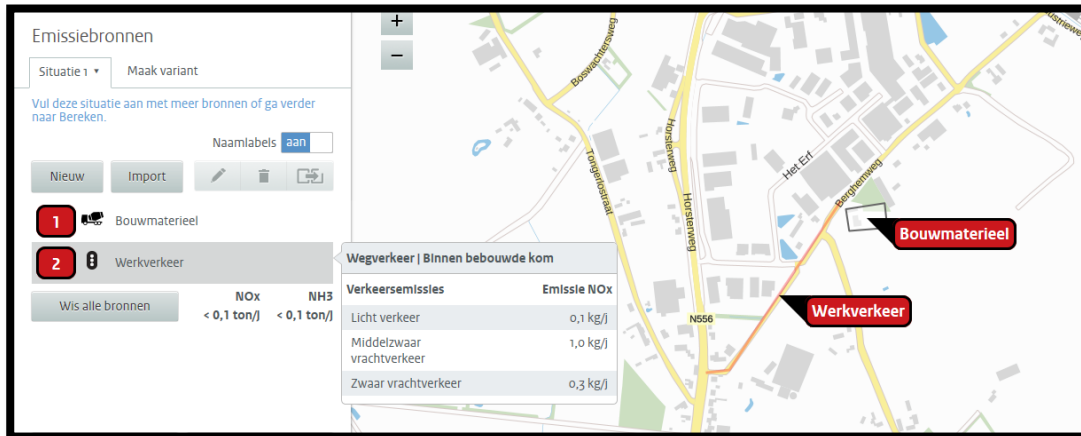 Emissiebronnen
Situatie 1 ▾ Maak variant
Vul deze situatie aan met meer bronnen of ga verder
naar Bereken.
Naamlabels aan
Nieuw Import
1 Bouwmaterieel
2 Werkverkeer
Wis alle bronnen
NOx NH3
< 0,1 ton/j < 0,1 ton/j
Wegverkeer | Binnen bebouwde kom
Verkeersemissies Emissie NOx
Licht verkeer 0,1 kg/j
Middelzwaar
vrachtverkeer 1,0 kg/j
Zwaar vrachtverkeer 0,3 kg/j
+
−
Boswachtersweg
Tongerlostraat
Horsterweg
Horsterweg
Het Erf
Berghemweg
N556
Bouwmaterieel
Werkverkeer